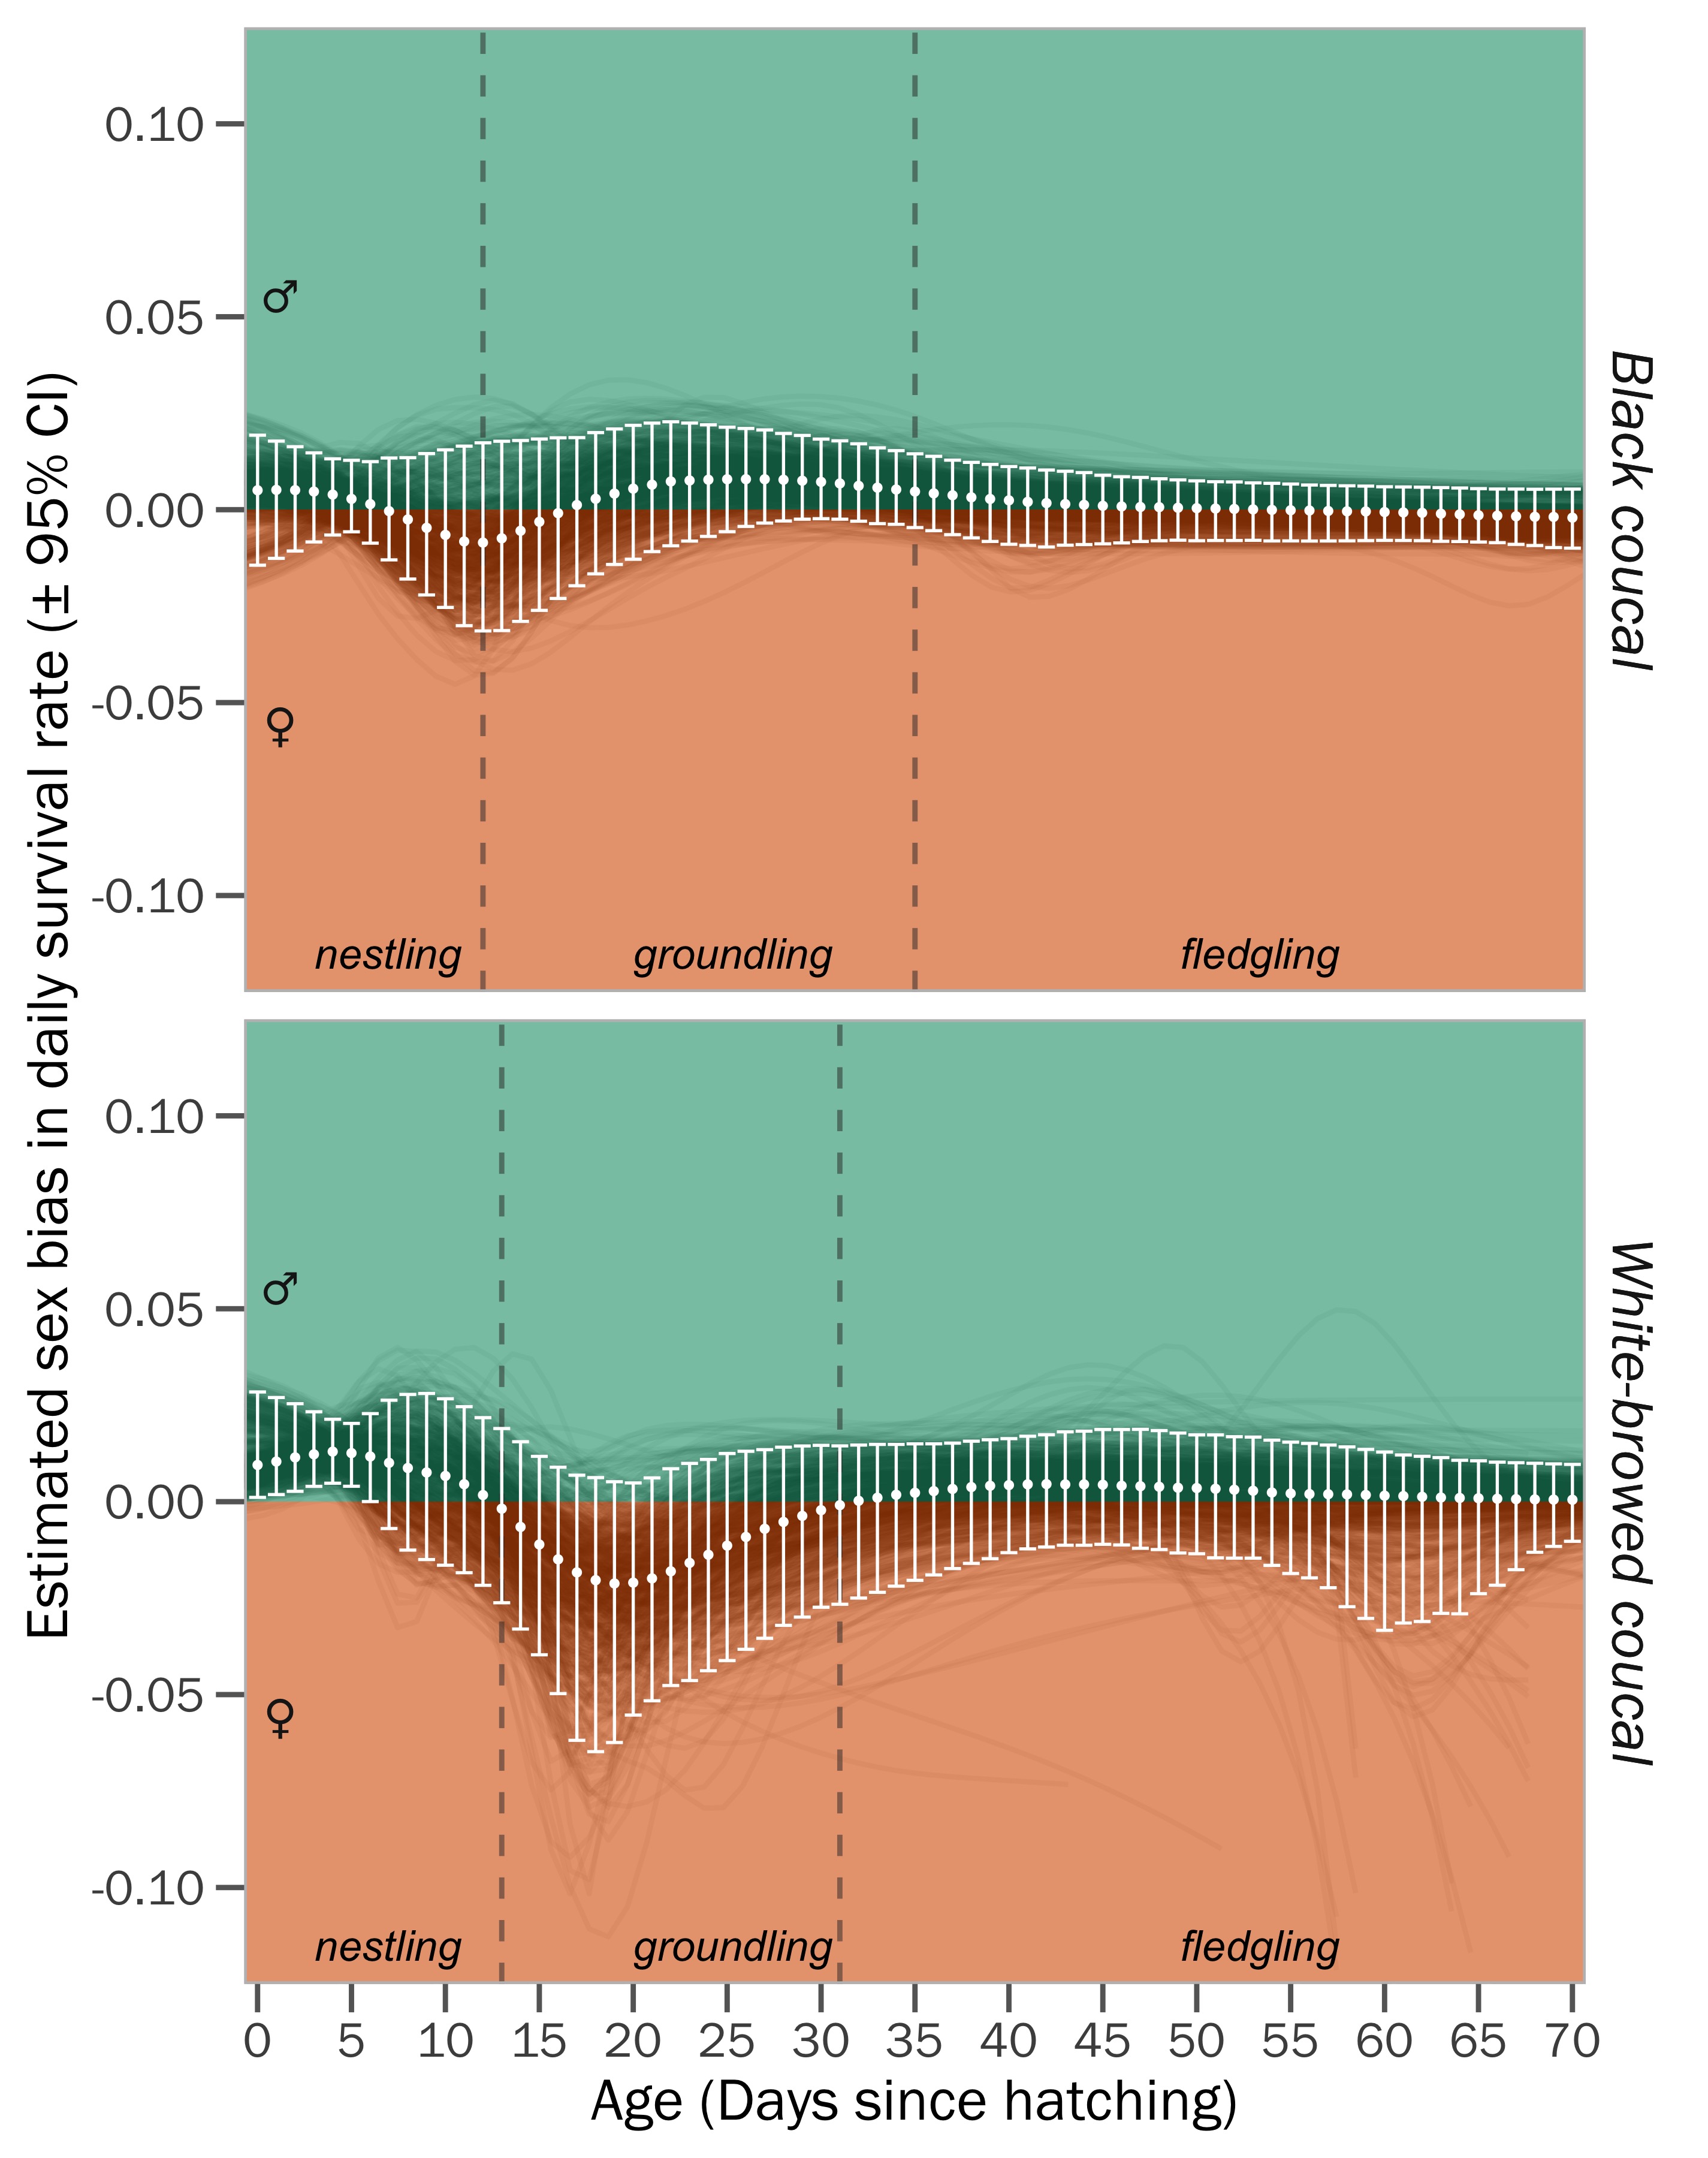 Estimated sex bias in daily survival rate (± 95% CI)
0.10
0.05
0.00
-0.05
-0.10
♂
♀
nestling groundling fledgling
Black coucal
0.10
0.05
0.00
-0.05
-0.10
♂
♀
nestling groundling fledgling
White-browed coucal
0 5 10 15 20 25 30 35 40 45 50 55 60 65 70
Age (Days since hatching)